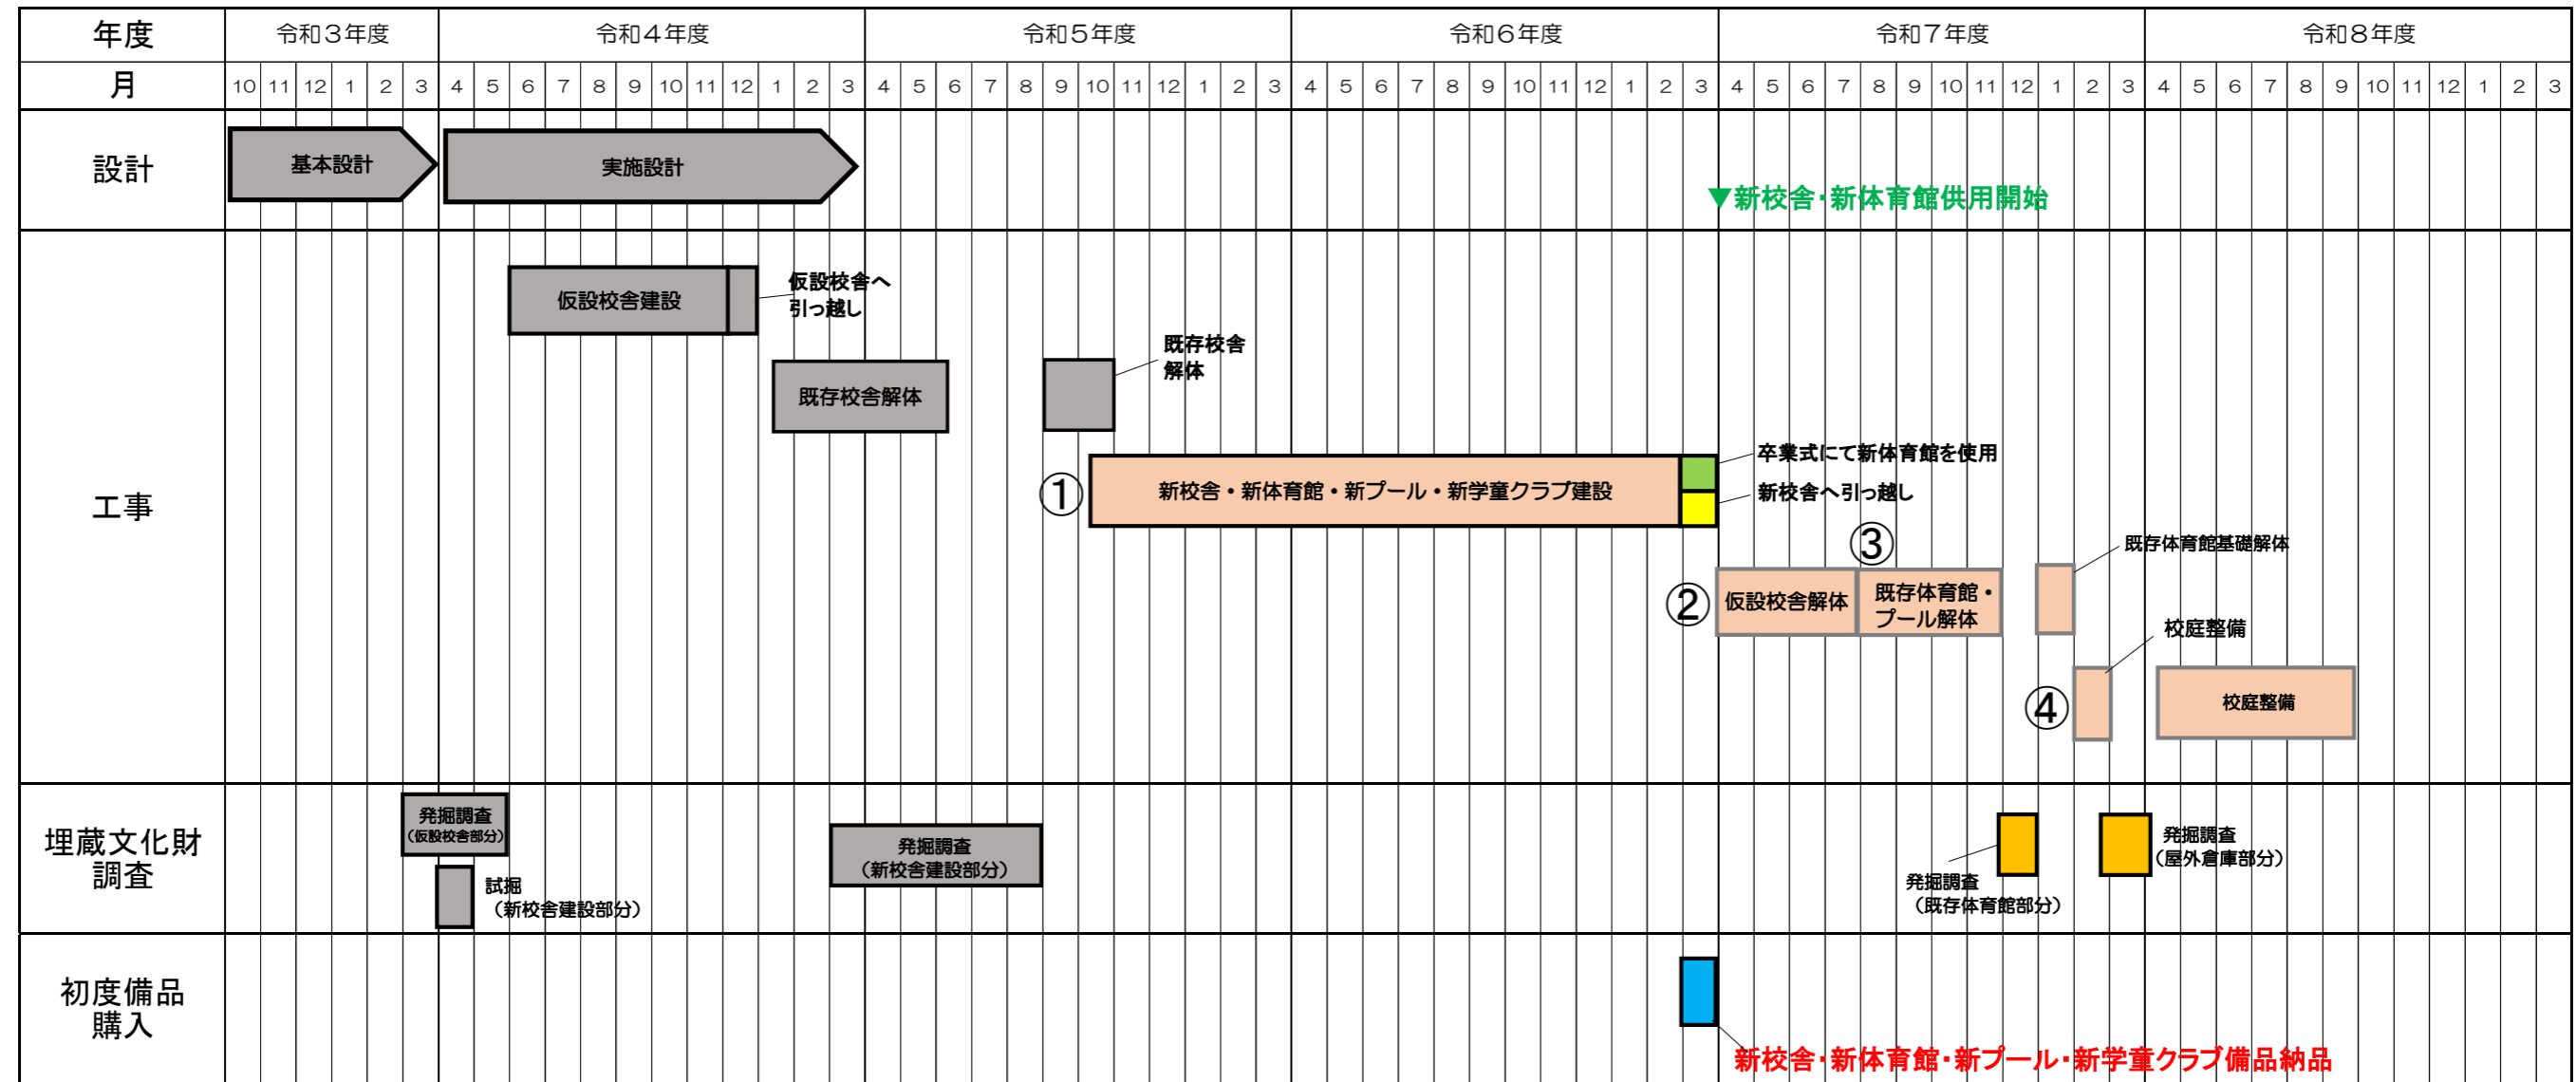 年度 令和3年度 令和4年度 令和5年度 令和6年度 令和7年度 令和8年度
月 10 11 12 1 2 3 4 5 6 7 8 9 10 11 12 1 2 3 4 5 6 7 8 9 10 11 12 1 2 3 4 5 6 7 8 9 10 11 12 1 2 3 4 5 6 7 8 9 10 11 12 1 2 3 4 5 6 7 8 9 10 11 12 1 2 3
設計
基本設計
実施設計
▼新校舎・新体育館供用開始
工事
仮設校舎建設
仮設校舎へ
引っ越し
既存校舎解体
既存校舎
解体
①
新校舎・新体育館・新プール・新学童クラブ建設
卒業式にて新体育館を使用
新校舎へ引っ越し
②
仮設校舎解体
③
既存体育館・
プール解体
既存体育館基礎解体
④
校庭整備
校庭整備
埋蔵文化財
調査
発掘調査
(仮設校舎部分)
試掘
(新校舎建設部分)
発掘調査
(新校舎建設部分)
発掘調査
(既存体育館部分)
発掘調査
(屋外倉庫部分)
初度備品
購入
新校舎・新体育館・新プール・新学童クラブ備品納品